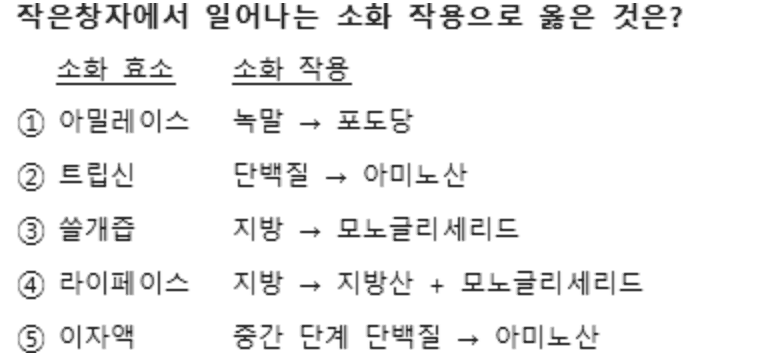 작은창자에서 일어나는 소화 작용으로 옳은 것은?
소화 효소 소화 작용
① 아밀레이스 녹말 → 포도당
② 트립신 단백질 → 아미노산
③ 쓸개즙 지방 → 모노글리세리드
④ 라이페이스 지방 → 지방산 + 모노글리세리드
⑤ 이자액 중간 단계 단백질 → 아미노산